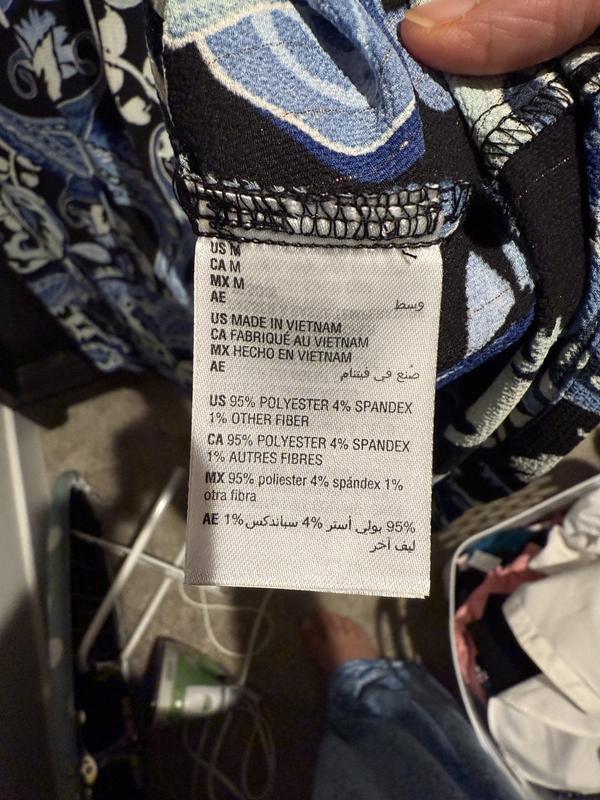 US M
CA M
MX M
AE وسط
US MADE IN VIETNAM
CA FABRIQUÉ AU VIETNAM
MX HECHO EN VIETNAM
AE صُنع في فيتنام
US 95% POLYESTER 4% SPANDEX
1% OTHER FIBER
CA 95% POLYESTER 4% SPANDEX
1% AUTRES FIBRES
MX 95% poliester 4% spándex 1%
otra fibra
AE 95% بولي أستر 4% سباندكس 1%
ليف آخر